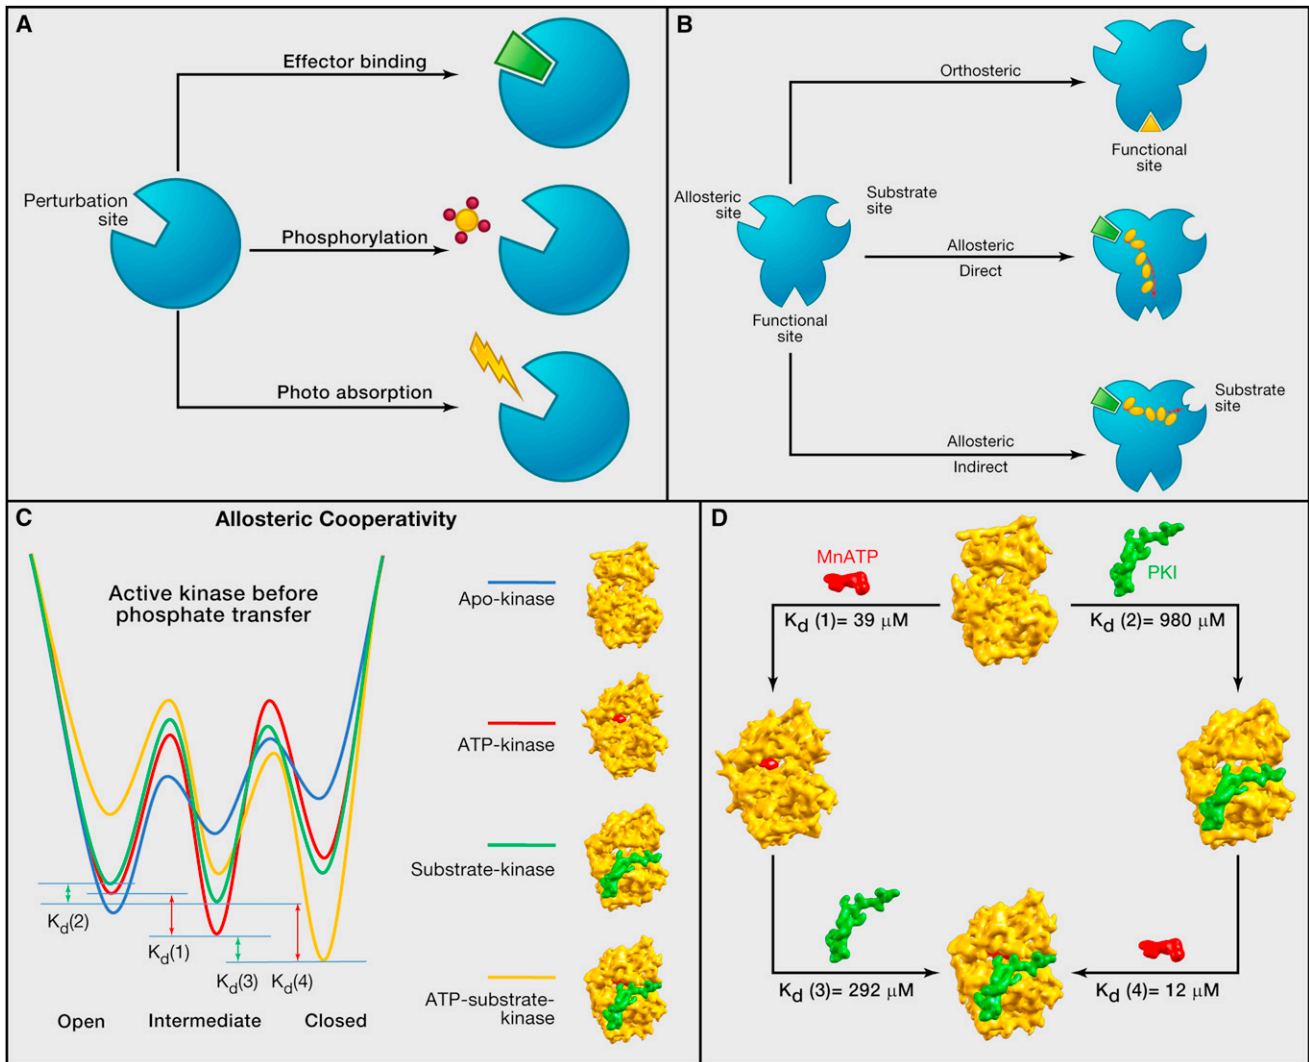 A
Effector binding
Perturbation
site
Phosphorylation
Photo absorption
B
Orthosteric
Functional
site
Allosteric
site
Substrate
site
Allosteric
Direct
Functional
site
Substrate
site
Allosteric
Indirect
C
Allosteric Cooperativity
Active kinase before
phosphate transfer
Apo-kinase
ATP-kinase
Substrate-kinase
ATP-substrate-
kinase
Kd(2)
Kd(1)
Kd(3)
Kd(4)
Open
Intermediate
Closed
D
MnATP
PKI
Kd (1)= 39 μM
Kd (2)= 980 μM
Kd (3)= 292 μM
Kd (4)= 12 μM